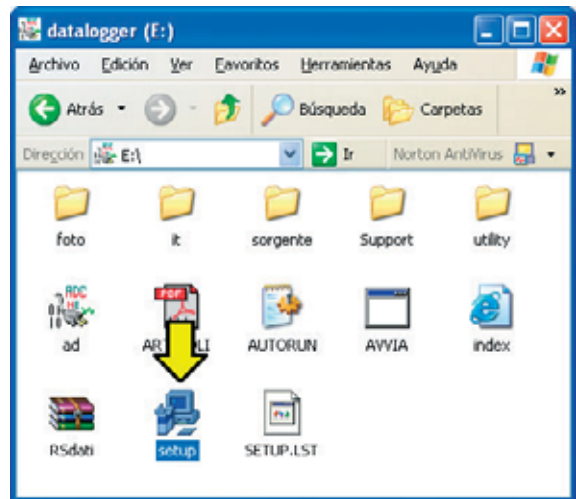 datalogger (E:)
Archivo Edición Ver Favoritos Herramientas Ayuda
Atrás Búsqueda Carpetas »
Dirección E:\ Ir Norton AntiVirus
foto it sorgente Support utility
ad AUTORUN AVVIA index
RSdati setup SETUP.LST